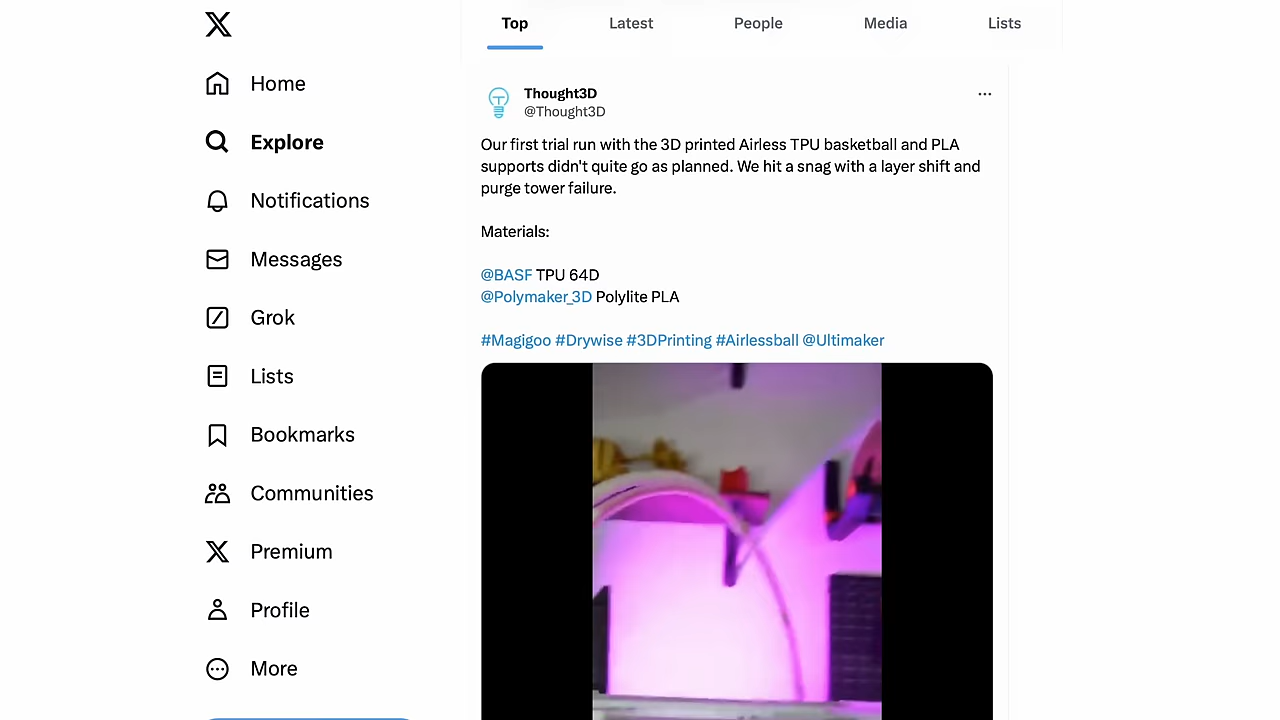 Top
Latest
People
Media
Lists
Home
Explore
Notifications
Messages
Grok
Lists
Bookmarks
Communities
Premium
Profile
More
Thought3D
@Thought3D
Our first trial run with the 3D printed Airless TPU basketball and PLA
supports didn't quite go as planned. We hit a snag with a layer shift and
purge tower failure.
Materials:
@BASF TPU 64D
@Polymaker_3D Polylite PLA
#Magigoo #Drywise #3DPrinting #Airlessball @Ultimaker